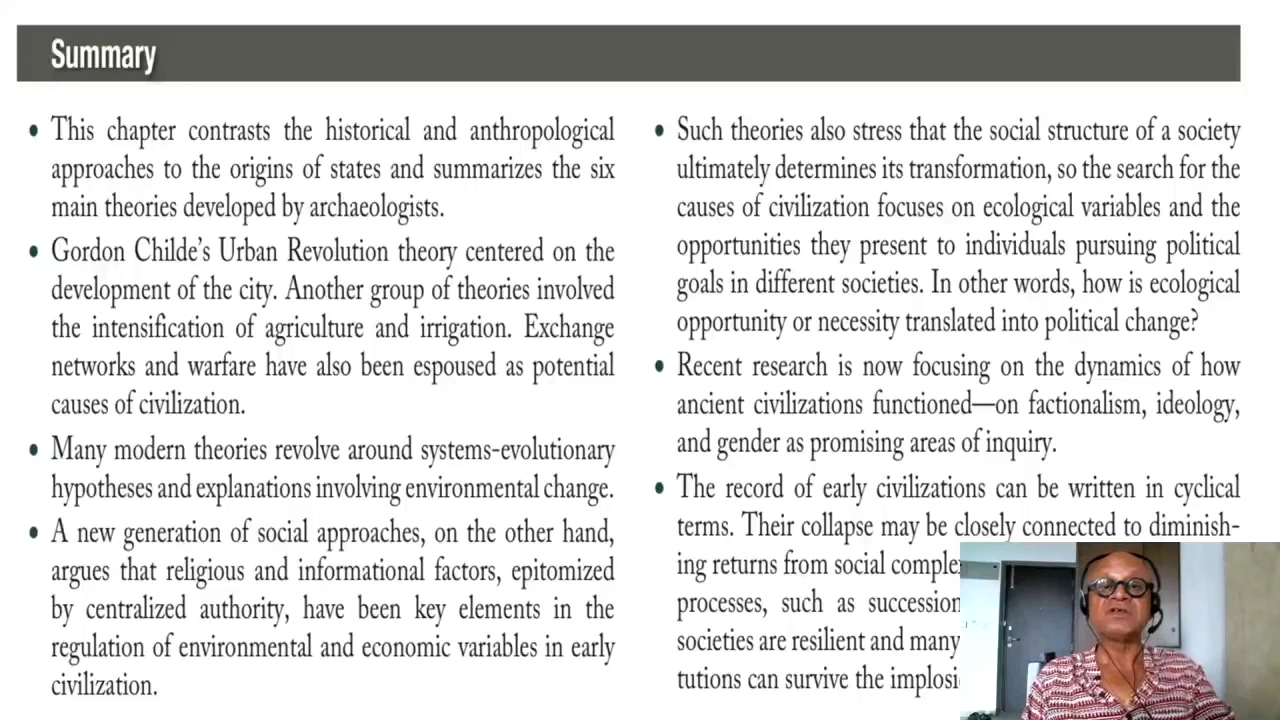 Summary
• This chapter contrasts the historical and anthropological
approaches to the origins of states and summarizes the six
main theories developed by archaeologists.
• Gordon Childe's Urban Revolution theory centered on the
development of the city. Another group of theories involved
the intensification of agriculture and irrigation. Exchange
networks and warfare have also been espoused as potential
causes of civilization.
• Many modern theories revolve around systems-evolutionary
hypotheses and explanations involving environmental change.
• A new generation of social approaches, on the other hand,
argues that religious and informational factors, epitomized
by centralized authority, have been key elements in the
regulation of environmental and economic variables in early
civilization.
• Such theories also stress that the social structure of a society
ultimately determines its transformation, so the search for the
causes of civilization focuses on ecological variables and the
opportunities they present to individuals pursuing political
goals in different societies. In other words, how is ecological
opportunity or necessity translated into political change?
• Recent research is now focusing on the dynamics of how
ancient civilizations functioned—on factionalism, ideology,
and gender as promising areas of inquiry.
• The record of early civilizations can be written in cyclical
terms. Their collapse may be closely connected to diminish-
ing returns from social
processes, such as succession
societies are resilient and many
tutions can survive the